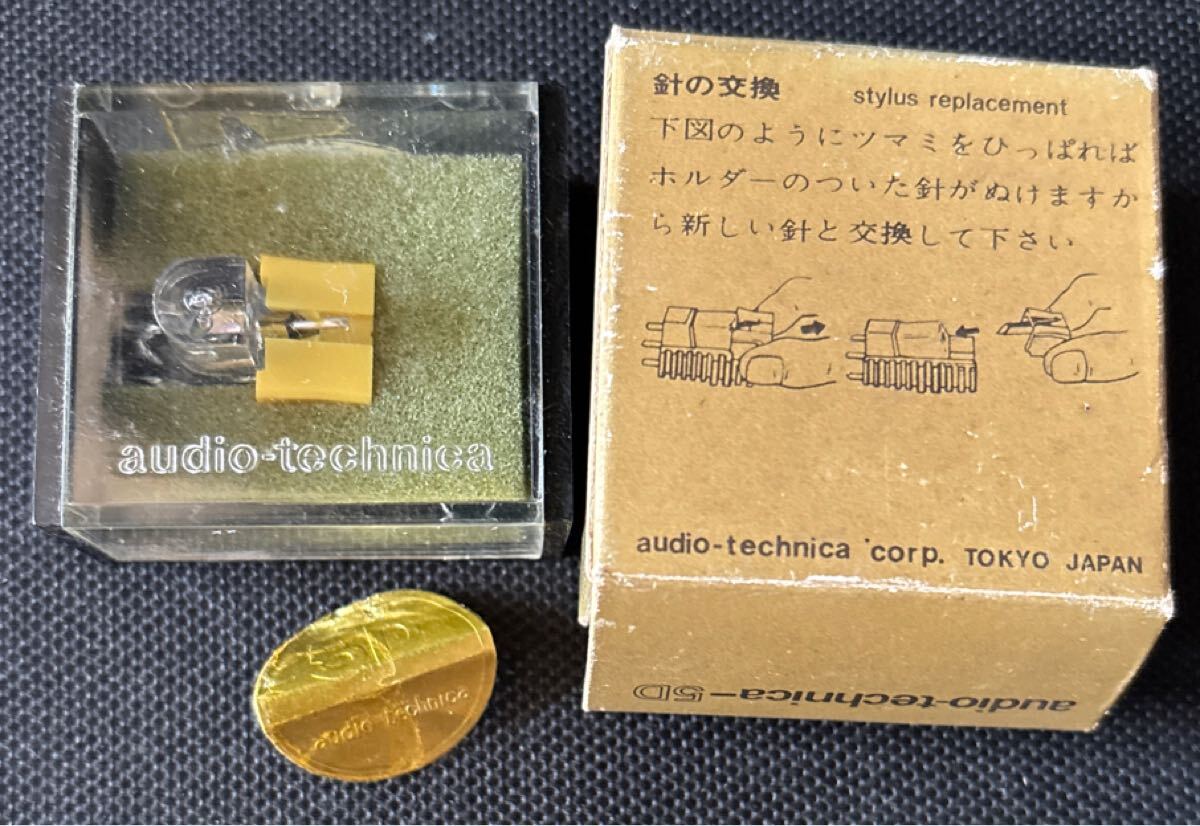 audio-technica
針の交換 stylus replacement
下図のようにツマミをひっぱれば
ホルダーのついた針がぬけますか
ら新しい針と交換して下さい
audio-technica corp. TOKYO JAPAN
audio-technica-5D
5D
audio-technica